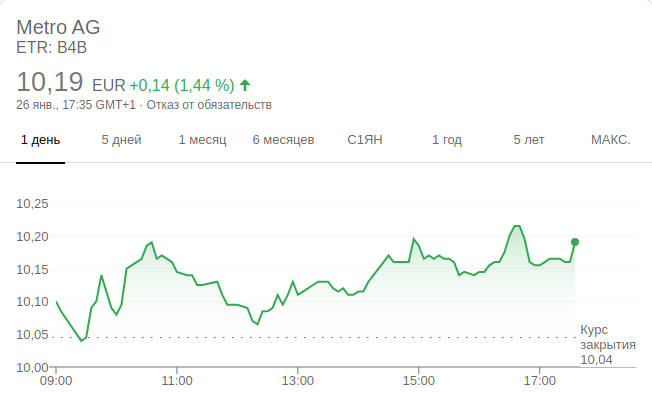 Metro AG
ETR: B4B
10,19 EUR +0,14 (1,44 %)
26 янв., 17:35 GMT+1 · Отказ от обязательств
1 день 5 дней 1 месяц 6 месяцев С1ЯН 1 год 5 лет МАКС.
10,25
10,20
10,15
10,10
10,05
10,00
Курс
закрытия
10,04
09:00 11:00 13:00 15:00 17:00